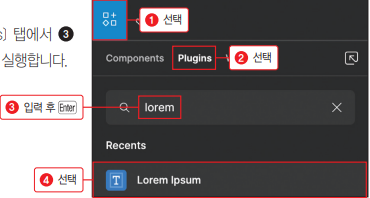 s) 탭에서 ❸
실행합니다.
❶ 선택
Components Plugins
❷ 선택
❸ 입력 후 Enter
lorem
Recents
❹ 선택
T Lorem Ipsum